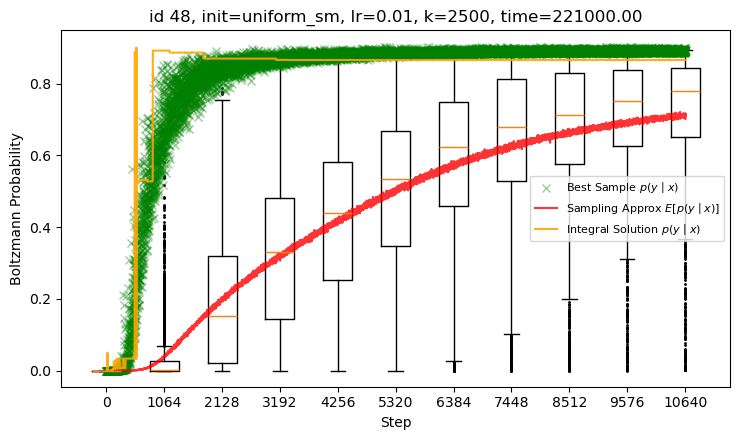 id 48, init=uniform_sm, lr=0.01, k=2500, time=221000.00
Boltzmann Probability
0.8
0.6
0.4
0.2
0.0
Best Sample p(y | x)
Sampling Approx E[p(y | x)]
Integral Solution p(y | x)
0 1064 2128 3192 4256 5320 6384 7448 8512 9576 10640
Step